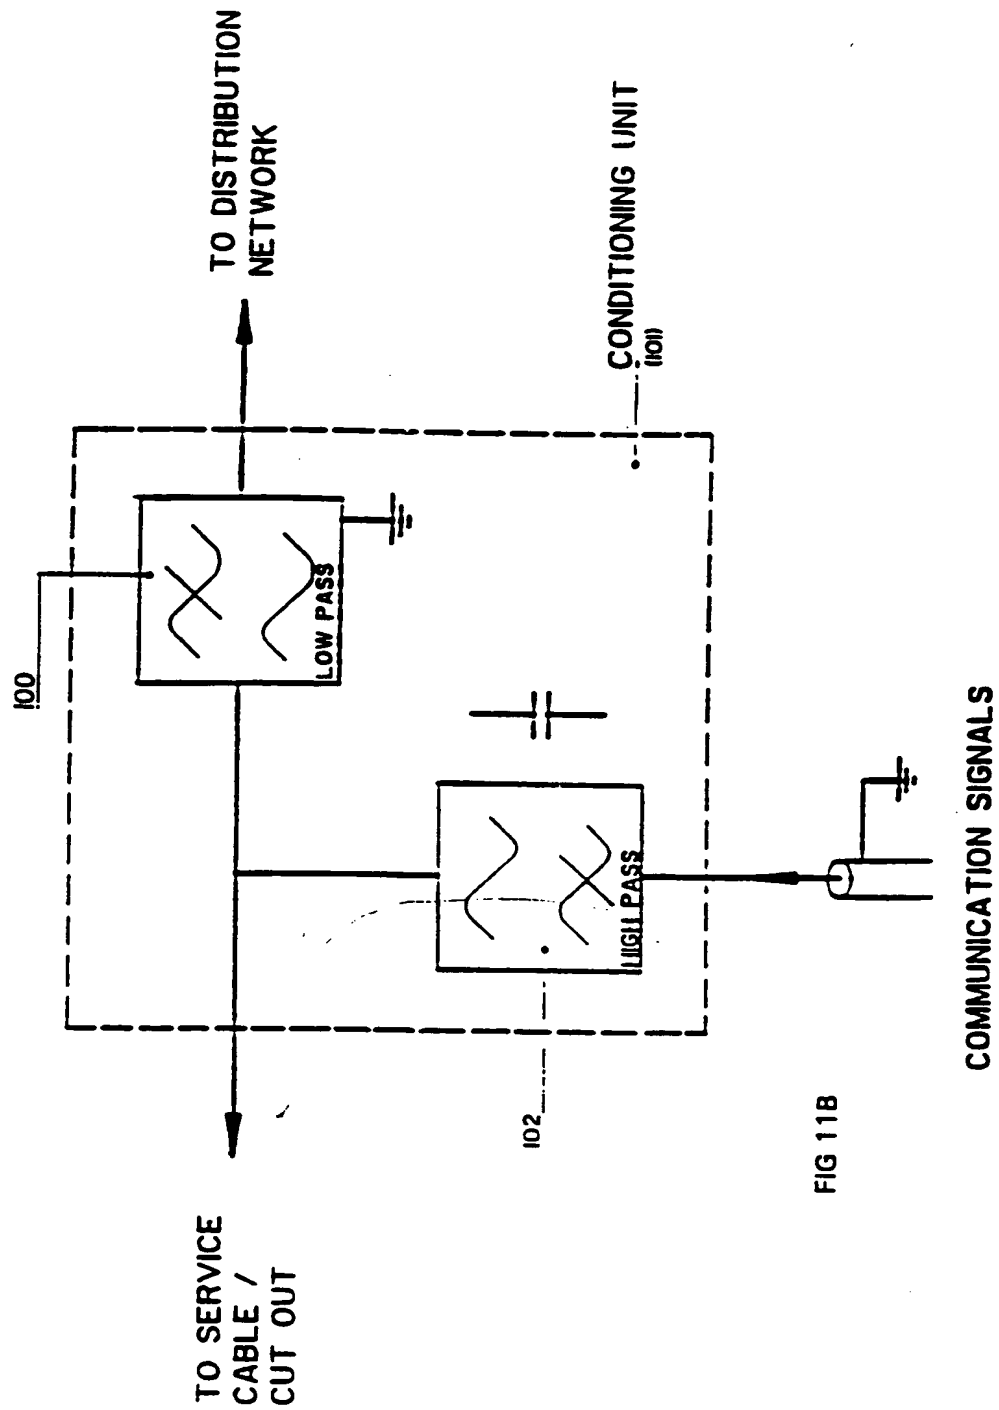 100
TO DISTRIBUTION
NETWORK
LOW PASS
CONDITIONING UNIT
(101)
TO SERVICE
CABLE /
CUT OUT
HIGH PASS
102
FIG 11B
COMMUNICATION SIGNALS